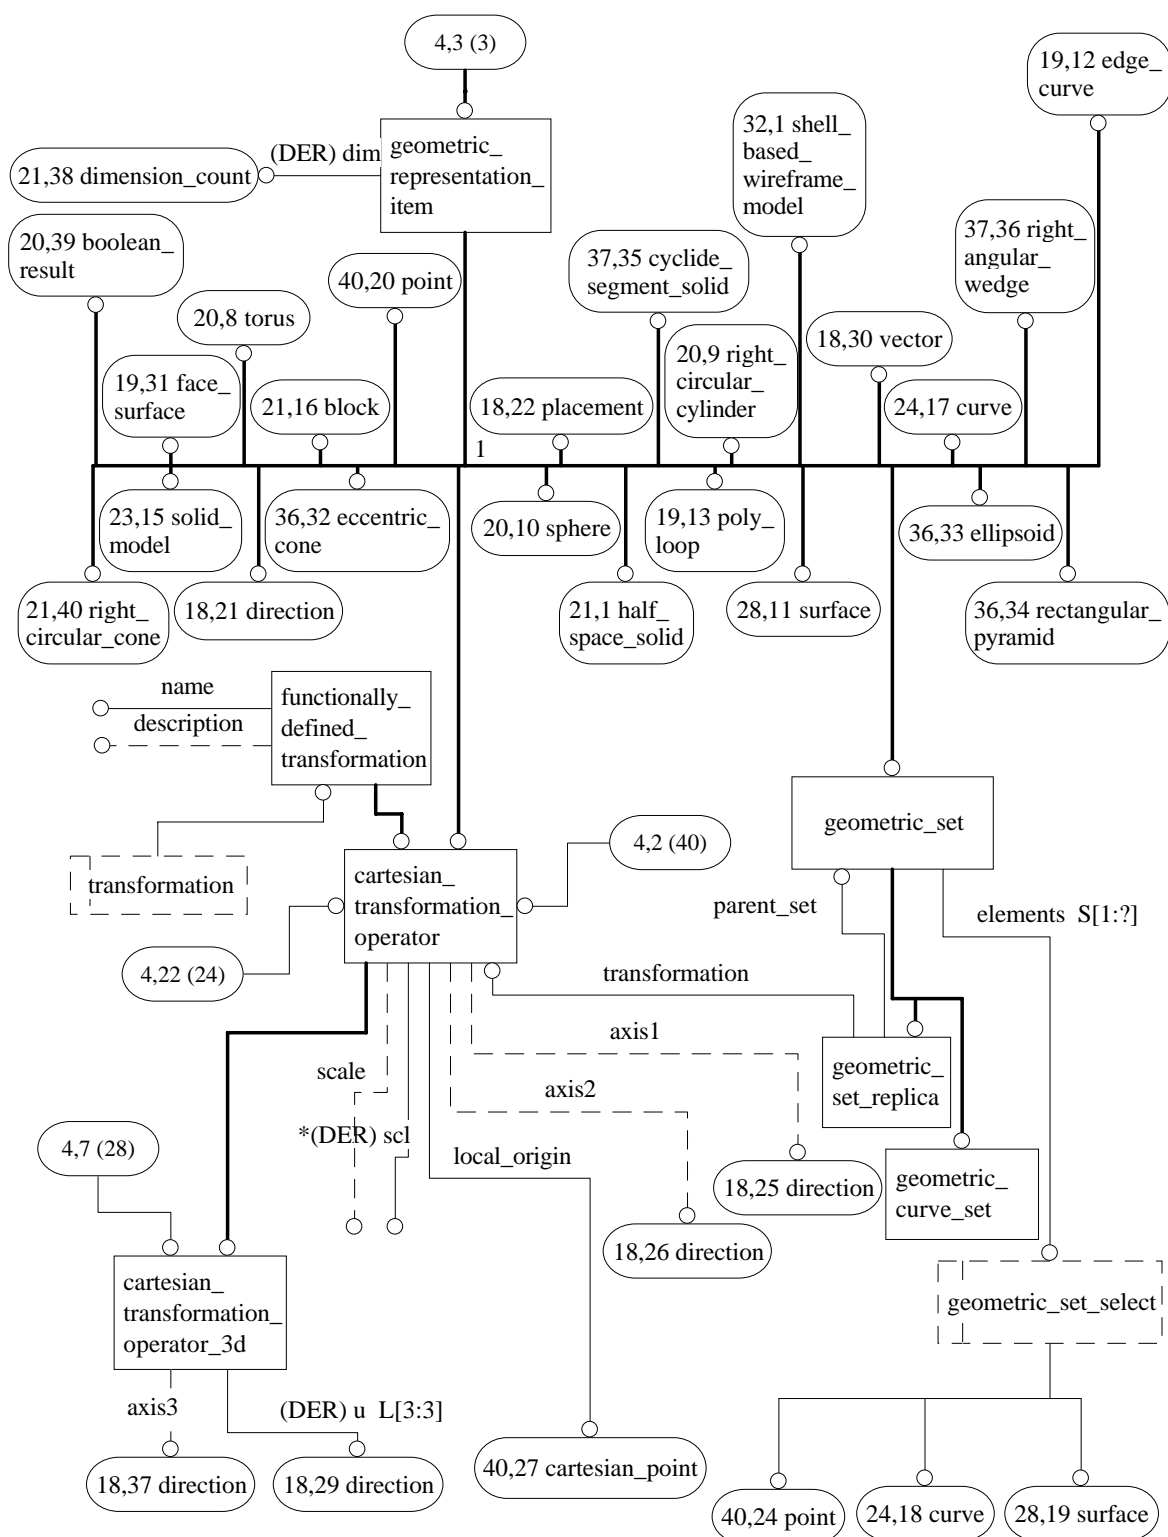 4,3 (3)
19,12 edge_
curve
32,1 shell_
based_
wireframe_
model
(DER) dim
geometric_
representation_
item
21,38 dimension_count
20,39 boolean_
result
40,20 point
37,35 cyclide_
segment_solid
37,36 right_
angular_
wedge
20,8 torus
18,30 vector
19,31 face_
surface
21,16 block
18,22 placement
20,9 right_
circular_
cylinder
24,17 curve
1
23,15 solid_
model
36,32 eccentric_
cone
20,10 sphere
19,13 poly_
loop
36,33 ellipsoid
21,40 right_
circular_cone
18,21 direction
21,1 half_
space_solid
28,11 surface
36,34 rectangular_
pyramid
name
description
functionally_
defined_
transformation
geometric_set
4,2 (40)
transformation
cartesian_
transformation_
operator
parent_set
elements  S[1:?]
4,22 (24)
transformation
axis1
scale
axis2
geometric_
set_replica
*(DER) scl
4,7 (28)
local_origin
18,25 direction
geometric_
curve_set
18,26 direction
cartesian_
transformation_
operator_3d
geometric_set_select
axis3
(DER) u  L[3:3]
18,37 direction
18,29 direction
40,27 cartesian_point
40,24 point
24,18 curve
28,19 surface